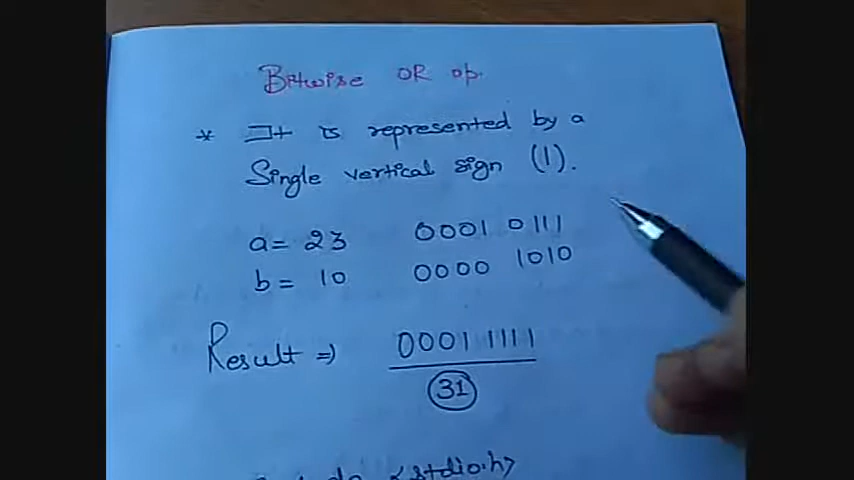 Bitwise OR op.
* It is represented by a
Single vertical sign (|).
a = 23 0001 0111
b = 10 0000 1010
Result => 0001 1111
31
<stdio.h>